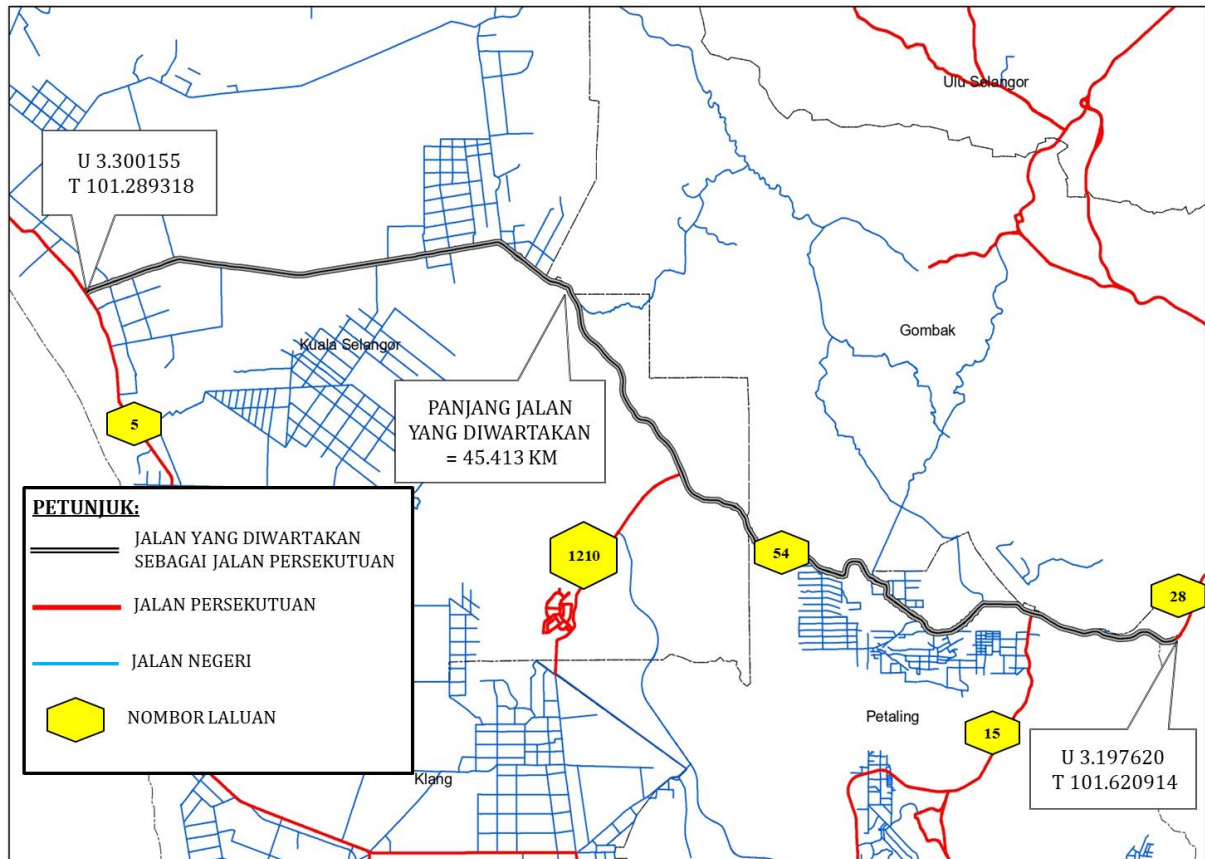 Ulu Selangor
U 3.300155
T 101.289318
Gombak
Kuala Selangor
PANJANG JALAN
YANG DIWARTAKAN
= 45.413 KM
5
PETUNJUK:
JALAN YANG DIWARTAKAN
SEBAGAI JALAN PERSEKUTUAN
JALAN PERSEKUTUAN
JALAN NEGERI
NOMBOR LALUAN
1210
54
28
Petaling
15
U 3.197620
T 101.620914
Klang